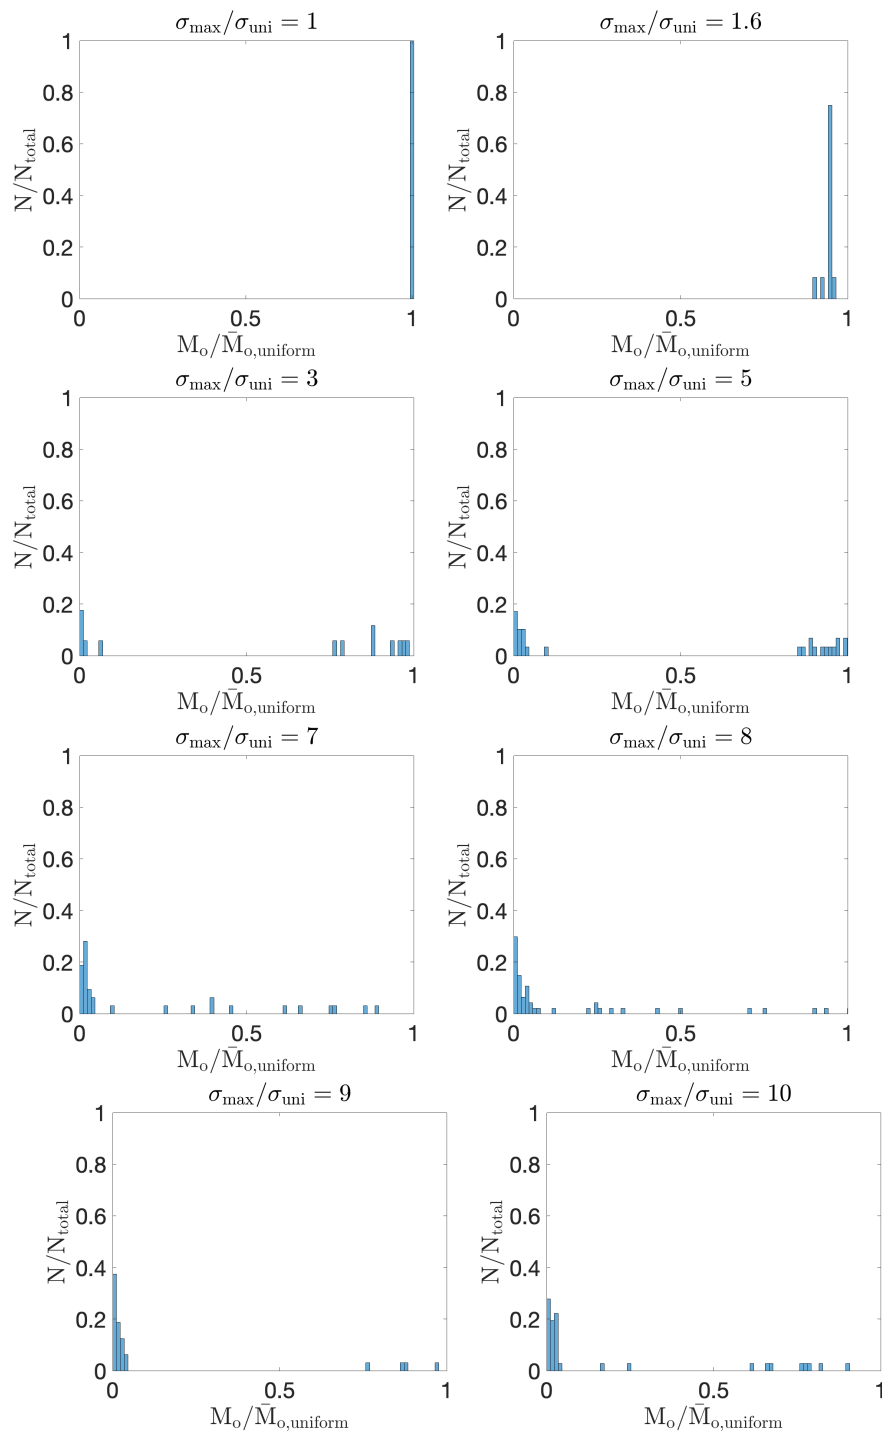 σmax/σuni = 1
1
0.8
0.6
0.4
0.2
0
N/Ntotal
0 0.5 1
Mo/M̄o,uniform
σmax/σuni = 1.6
1
0.8
0.6
0.4
0.2
0
N/Ntotal
0 0.5 1
Mo/M̄o,uniform
σmax/σuni = 3
1
0.8
0.6
0.4
0.2
0
N/Ntotal
0 0.5 1
Mo/M̄o,uniform
σmax/σuni = 5
1
0.8
0.6
0.4
0.2
0
N/Ntotal
0 0.5 1
Mo/M̄o,uniform
σmax/σuni = 7
1
0.8
0.6
0.4
0.2
0
N/Ntotal
0 0.5 1
Mo/M̄o,uniform
σmax/σuni = 8
1
0.8
0.6
0.4
0.2
0
N/Ntotal
0 0.5 1
Mo/M̄o,uniform
σmax/σuni = 9
1
0.8
0.6
0.4
0.2
0
N/Ntotal
0 0.5 1
Mo/M̄o,uniform
σmax/σuni = 10
1
0.8
0.6
0.4
0.2
0
N/Ntotal
0 0.5 1
Mo/M̄o,uniform